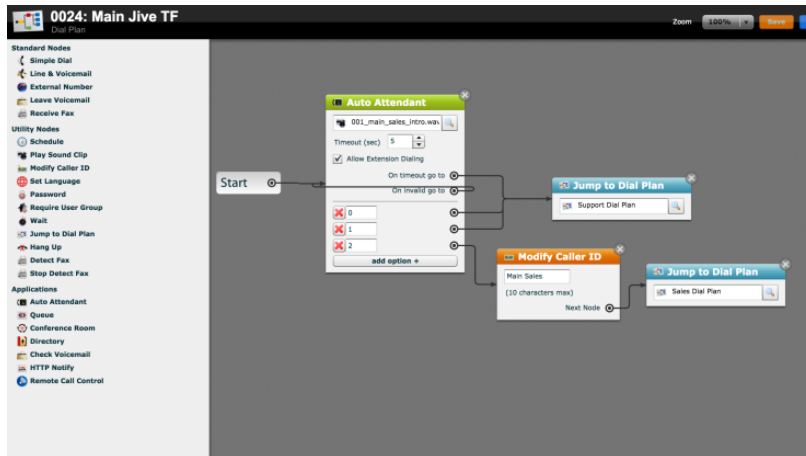 0024: Main Jive TF
Dial Plan
Zoom
100%
Save
Standard Nodes
Simple Dial
Line & Voicemail
External Number
Leave Voicemail
Receive Fax
Utility Nodes
Schedule
Play Sound Clip
Modify Caller ID
Set Language
Password
Require User Group
Wait
Jump to Dial Plan
Hang Up
Detect Fax
Stop Detect Fax
Applications
Auto Attendant
Queue
Conference Room
Directory
Check Voicemail
HTTP Notify
Remote Call Control
Start
Auto Attendant
001_main_sales_intro.wav
Timeout (sec) 5
Allow Extension Dialing
On timeout go to
On invalid go to
0
1
2
add option +
Jump to Dial Plan
Support Dial Plan
Modify Caller ID
Main Sales
(10 characters max)
Next Node
Jump to Dial Plan
Sales Dial Plan